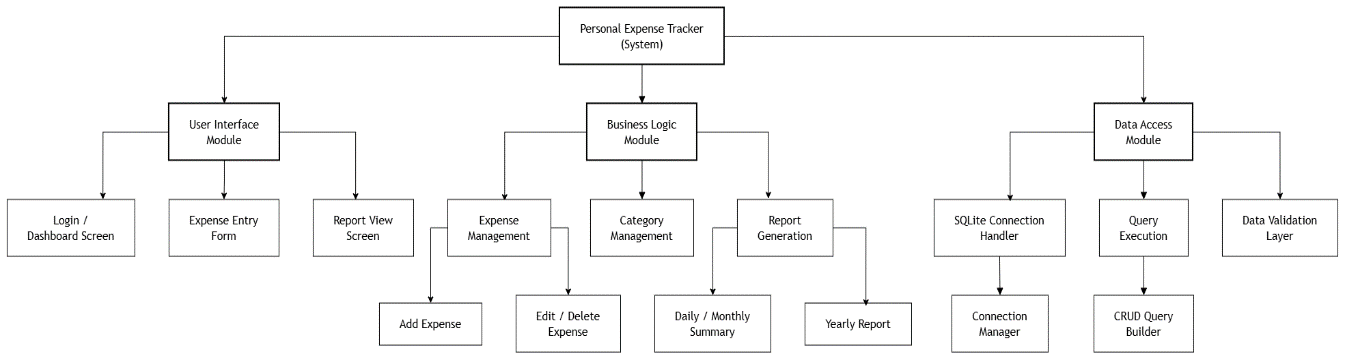 Personal Expense Tracker
(System)
User Interface
Module
Business Logic
Module
Data Access
Module
Login /
Dashboard Screen
Expense Entry
Form
Report View
Screen
Expense
Management
Category
Management
Report
Generation
SQLite Connection
Handler
Query
Execution
Data Validation
Layer
Add Expense
Edit / Delete
Expense
Daily / Monthly
Summary
Yearly Report
Connection
Manager
CRUD Query
Builder